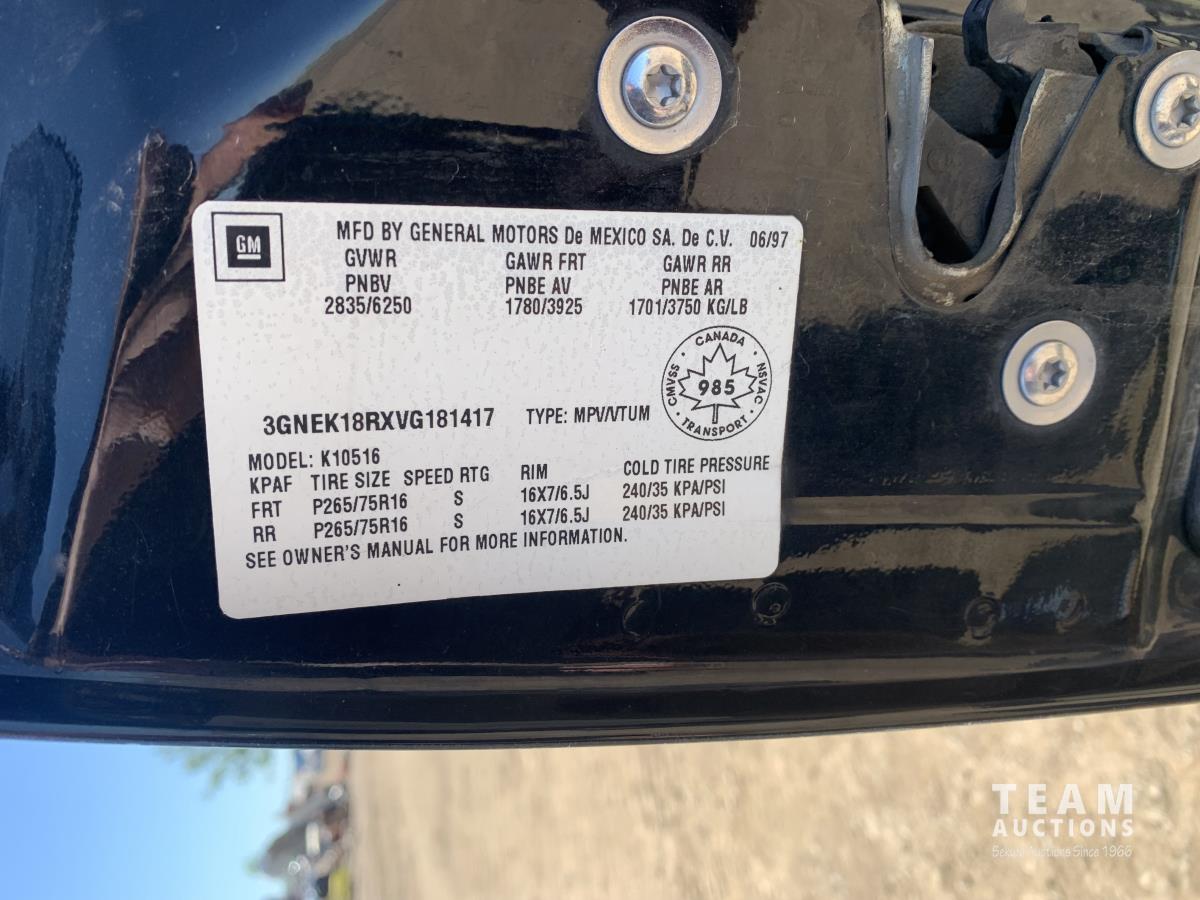 GM
MFD BY GENERAL MOTORS De MEXICO SA. De C.V. 06/97
GVWR GAWR FRT GAWR RR
PNBV PNBE AV PNBE AR
2835/6250 1780/3925 1701/3750 KG/LB
CANADA
CMVSS 985 NSVAC
TRANSPORT
3GNEK18RXVG181417 TYPE: MPV/VTUM
MODEL: K10516
KPAF TIRE SIZE SPEED RTG RIM COLD TIRE PRESSURE
FRT P265/75R16 S 16X7/6.5J 240/35 KPA/PSI
RR P265/75R16 S 16X7/6.5J 240/35 KPA/PSI
SEE OWNER'S MANUAL FOR MORE INFORMATION.
TEAM
AUCTIONS
Auctions Since 1966